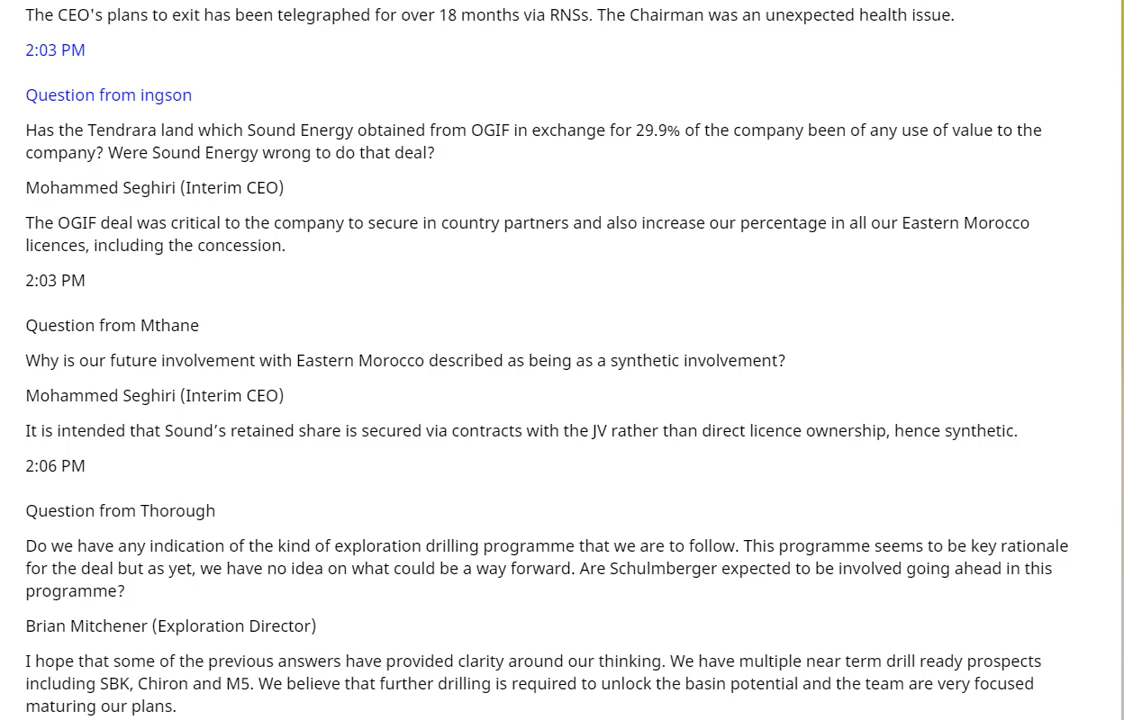 The CEO's plans to exit has been telegraphed for over 18 months via RNSs. The Chairman was an unexpected health issue.
2:03 PM
Question from ingson
Has the Tendrara land which Sound Energy obtained from OGIF in exchange for 29.9% of the company been of any use of value to the
company? Were Sound Energy wrong to do that deal?
Mohammed Seghiri (Interim CEO)
The OGIF deal was critical to the company to secure in country partners and also increase our percentage in all our Eastern Morocco
licences, including the concession.
2:03 PM
Question from Mthane
Why is our future involvement with Eastern Morocco described as being as a synthetic involvement?
Mohammed Seghiri (Interim CEO)
It is intended that Sound’s retained share is secured via contracts with the JV rather than direct licence ownership, hence synthetic.
2:06 PM
Question from Thorough
Do we have any indication of the kind of exploration drilling programme that we are to follow. This programme seems to be key rationale
for the deal but as yet, we have no idea on what could be a way forward. Are Schulmberger expected to be involved going ahead in this
programme?
Brian Mitchener (Exploration Director)
I hope that some of the previous answers have provided clarity around our thinking. We have multiple near term drill ready prospects
including SBK, Chiron and M5. We believe that further drilling is required to unlock the basin potential and the team are very focused
maturing our plans.